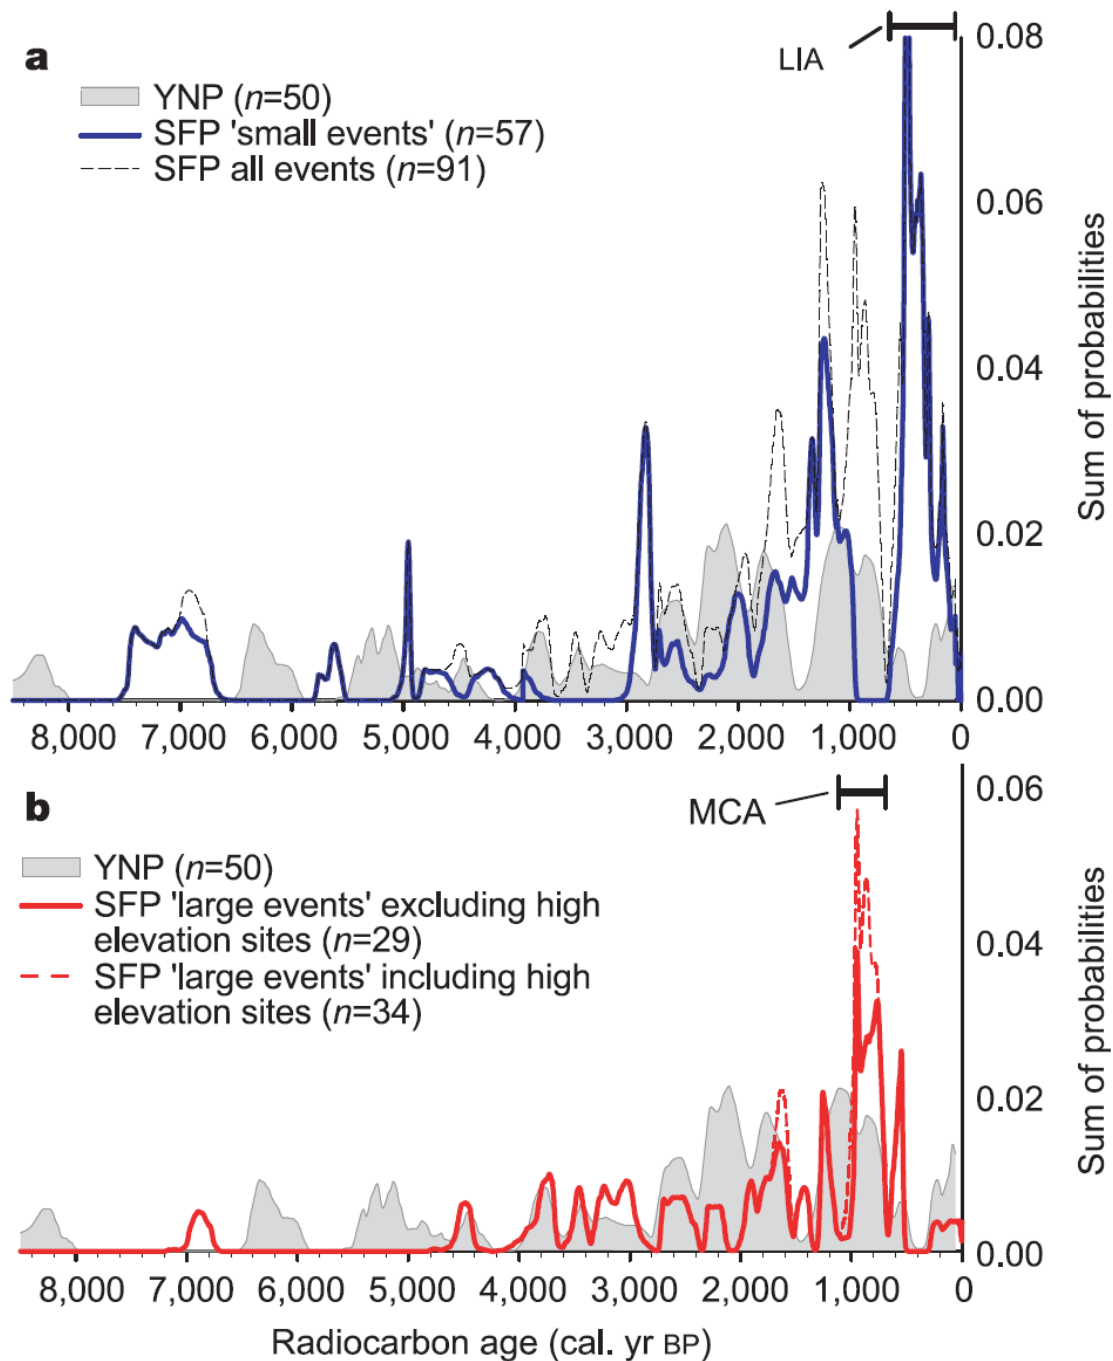 a
LIA
YNP (n=50)
SFP 'small events' (n=57)
SFP all events (n=91)
0.08
0.06
0.04
0.02
0.00
Sum of probabilities
8,000 7,000 6,000 5,000 4,000 3,000 2,000 1,000 0
b
MCA
YNP (n=50)
SFP 'large events' excluding high
elevation sites (n=29)
SFP 'large events' including high
elevation sites (n=34)
0.06
0.04
0.02
0.00
Sum of probabilities
8,000 7,000 6,000 5,000 4,000 3,000 2,000 1,000 0
Radiocarbon age (cal. yr BP)